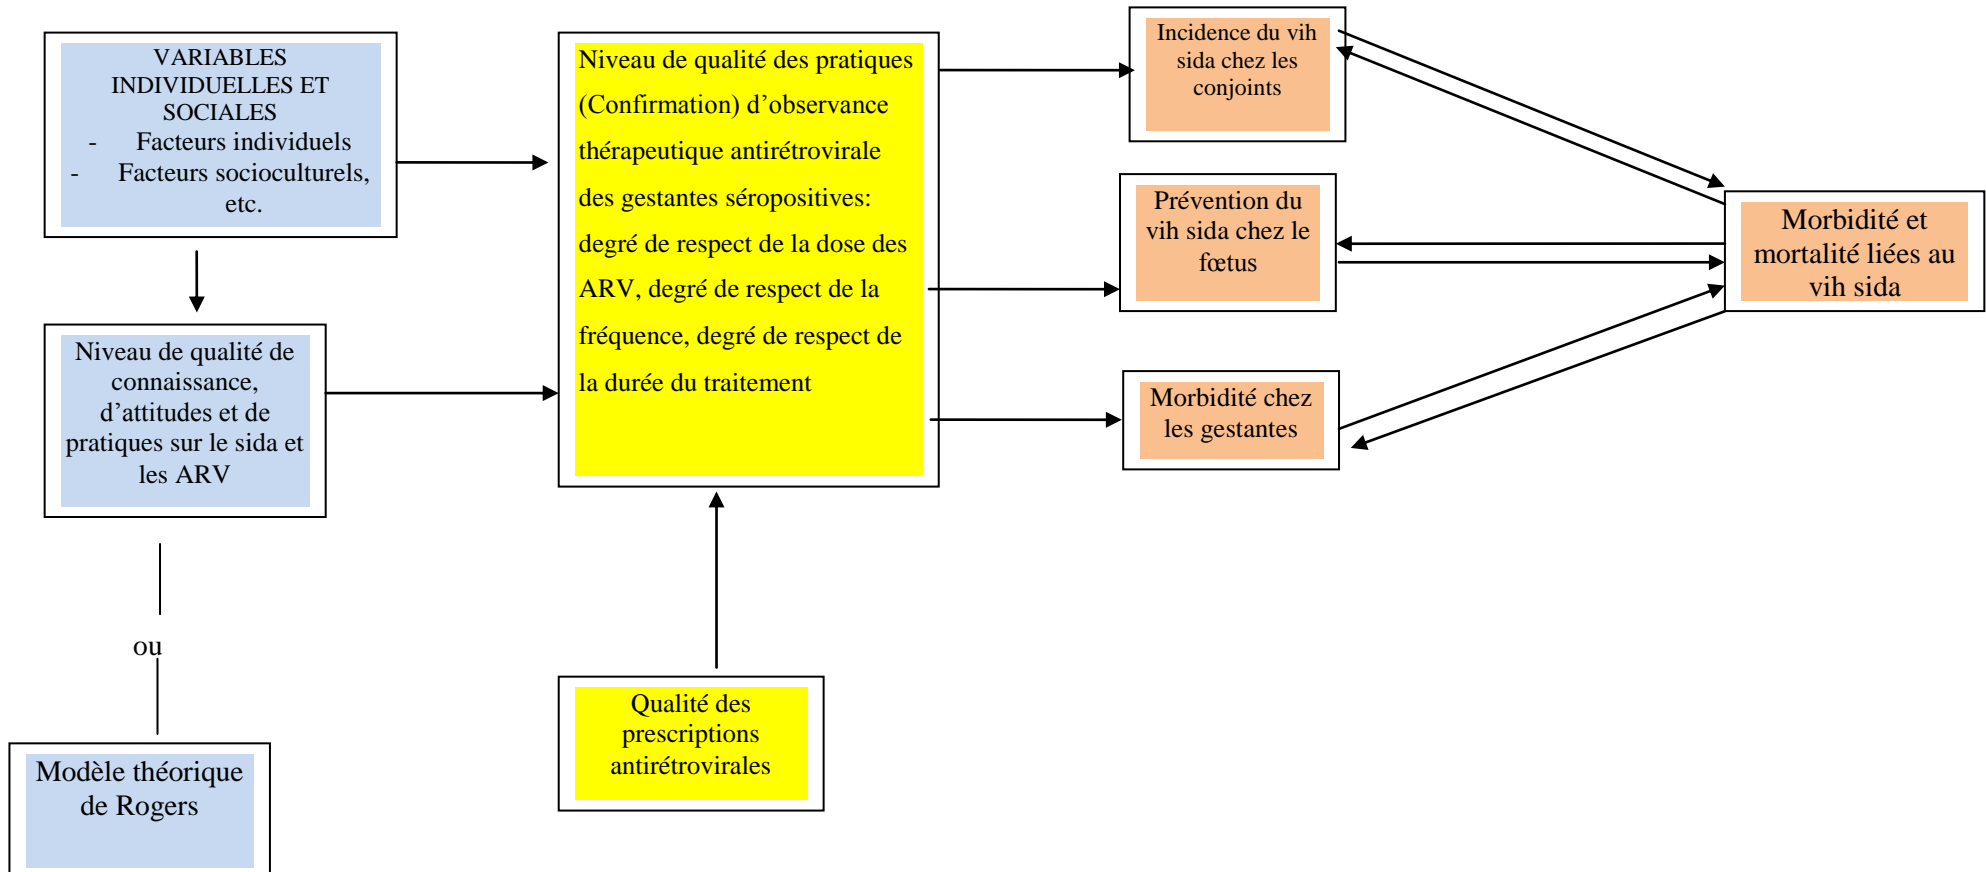 VARIABLES
INDIVIDUELLES ET
SOCIALES
- Facteurs individuels
- Facteurs socioculturels,
etc.
Niveau de qualité de
connaissance,
d’attitudes et de
pratiques sur le sida et
les ARV
ou
Modèle théorique
de Rogers
Niveau de qualité des pratiques
(Confirmation) d’observance
thérapeutique antirétrovirale
des gestantes séropositives:
degré de respect de la dose des
ARV, degré de respect de la
fréquence, degré de respect de
la durée du traitement
Qualité des
prescriptions
antirétrovirales
Incidence du vih
sida chez les
conjoints
Prévention du
vih sida chez le
fœtus
Morbidité chez
les gestantes
Morbidité et
mortalité liées au
vih sida